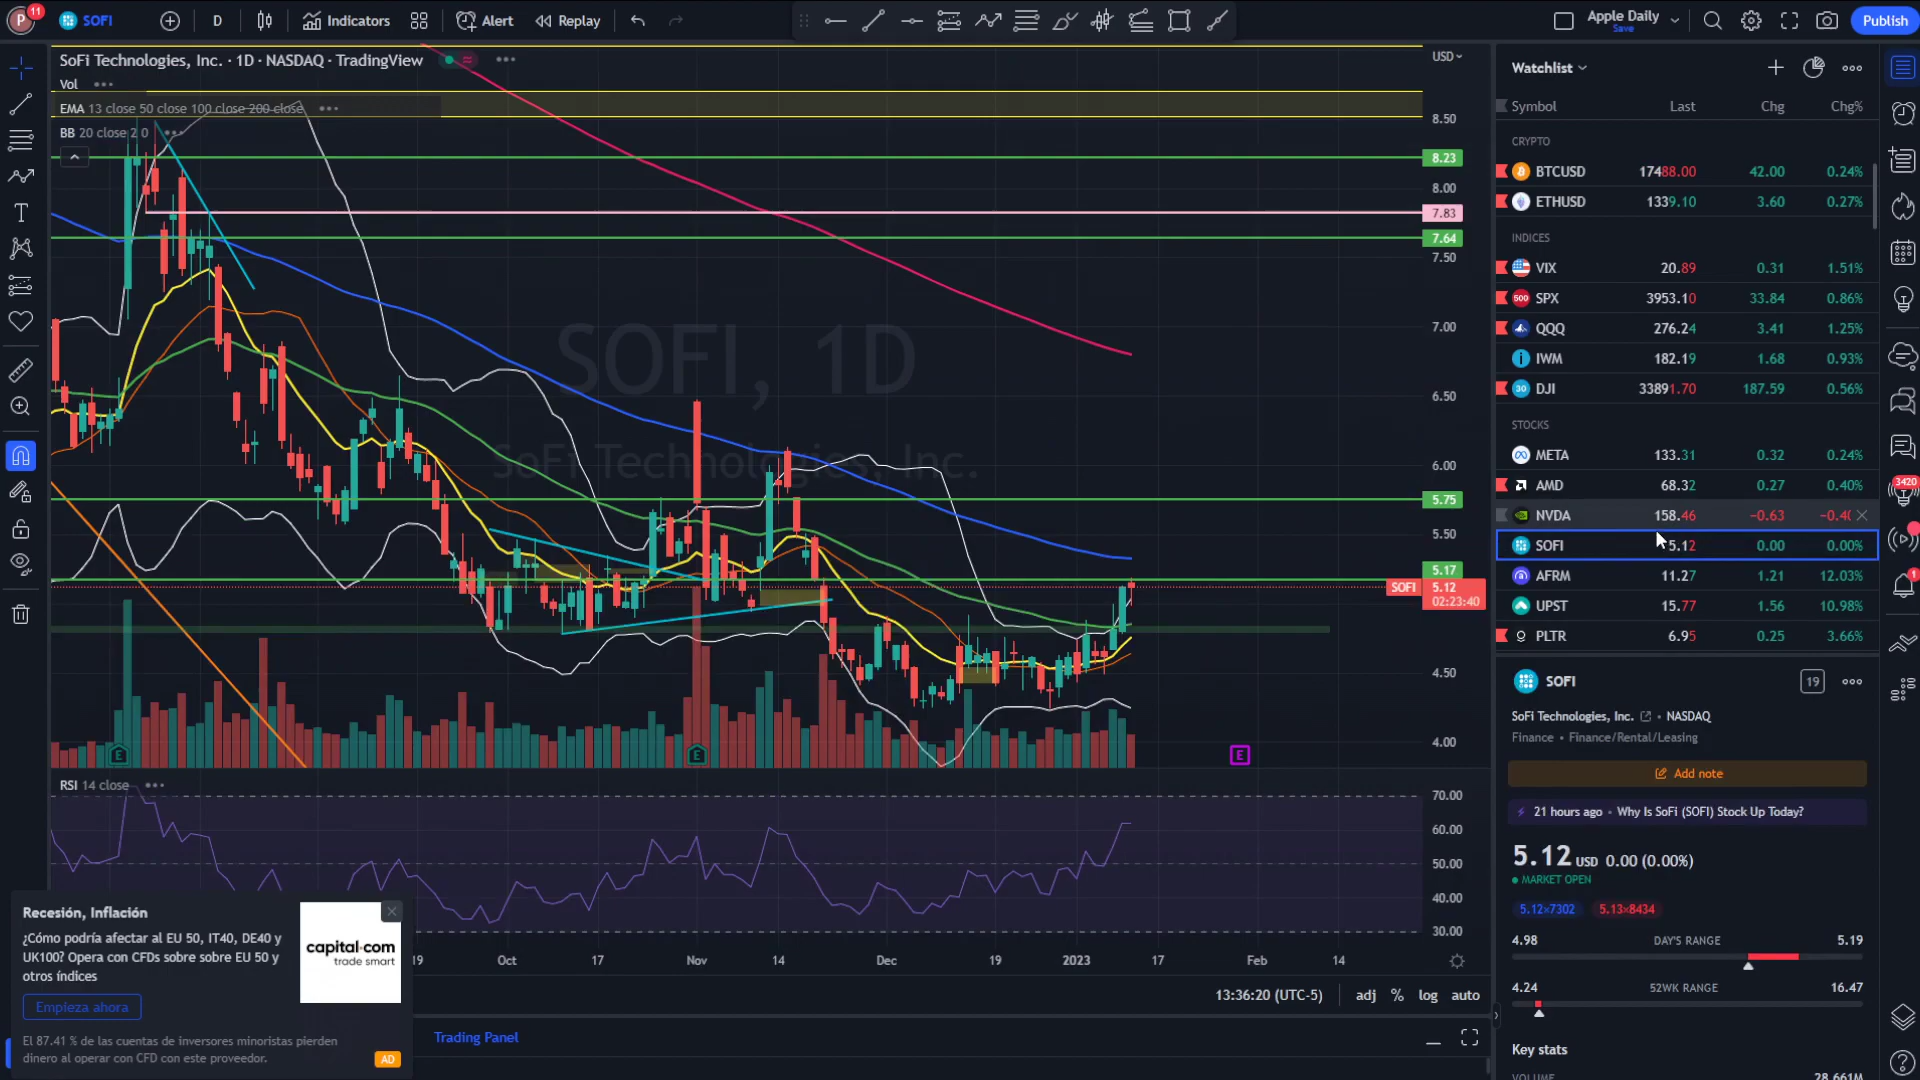 P 11 SOFI D Indicators Alert Replay Apple Daily Save Publish
SoFi Technologies, Inc. · 1D · NASDAQ · TradingView
Vol
EMA 13 close 50 close 100 close 200 close
BB 20 close 2 0
SOFI, 1D
SoFi Technologies, Inc.
USD
8.50
8.23
8.00
7.83
7.64
7.50
7.00
6.50
6.00
5.75
5.50
5.17
SOFI 5.12
02:23:40
4.50
4.00
E E E
RSI 14 close
70.00
60.00
50.00
40.00
30.00
19 Oct 17 Nov 14 Dec 19 2023 17 Feb 14
13:36:20 (UTC-5) adj % log auto
Trading Panel
Recesión, Inflación
¿Cómo podría afectar al EU 50, IT40, DE40 y
UK100? Opera con CFDs sobre sobre EU 50 y
otros índices
Empieza ahora
El 87.41 % de las cuentas de inversores minoristas pierden
dinero al operar con CFD con este proveedor.
capital.com
trade smart
AD
Watchlist
Symbol Last Chg Chg%
CRYPTO
BTCUSD 17488.00 42.00 0.24%
ETHUSD 1339.10 3.60 0.27%
INDICES
VIX 20.89 0.31 1.51%
500 SPX 3953.10 33.84 0.86%
QQQ 276.24 3.41 1.25%
IWM 182.19 1.68 0.93%
30 DJI 33891.70 187.59 0.56%
STOCKS
META 133.31 0.32 0.24%
AMD 68.32 0.27 0.40%
NVDA 158.46 −0.63 −0.4
SOFI 5.12 0.00 0.00%
AFRM 11.27 1.21 12.03%
UPST 15.77 1.56 10.98%
PLTR 6.95 0.25 3.66%
3420
1
SOFI 19
SoFi Technologies, Inc. • NASDAQ
Finance • Finance/Rental/Leasing
Add note
21 hours ago • Why Is SoFi (SOFI) Stock Up Today?
5.12 USD 0.00 (0.00%)
MARKET OPEN
5.12×7302 5.13×8434
4.98 DAY'S RANGE 5.19
4.24 52WK RANGE 16.47
Key stats
VOLUME 28.661M